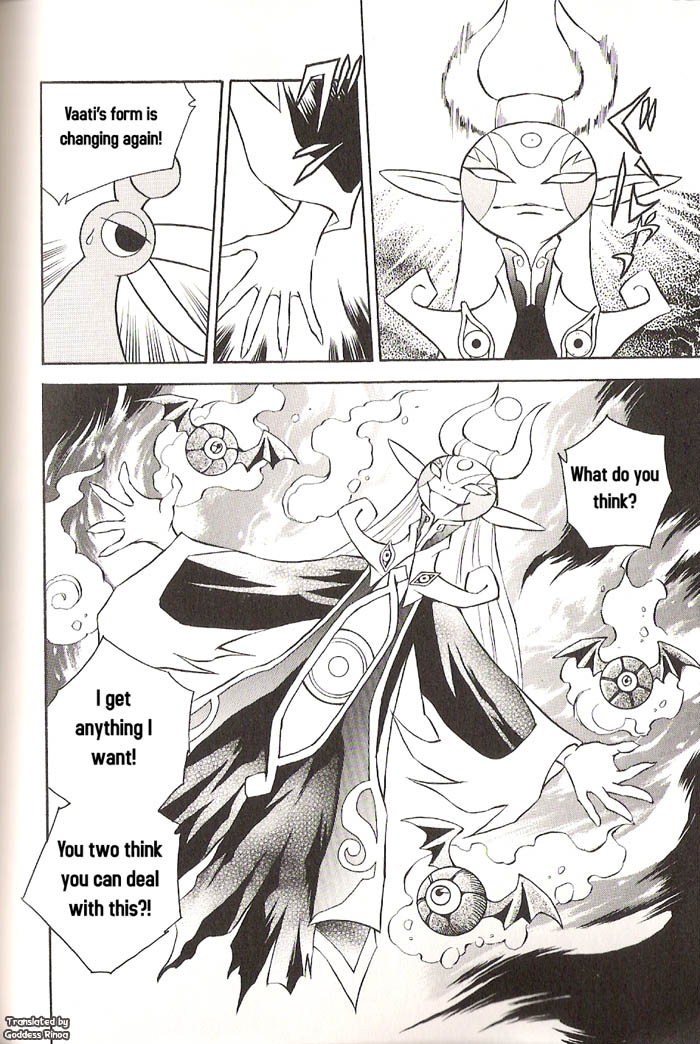 Vaati's form is
changing again!
What do you
think?
I get
anything I
want!
You two think
you can deal
with this?!
Translated by
Goddess Rinoa